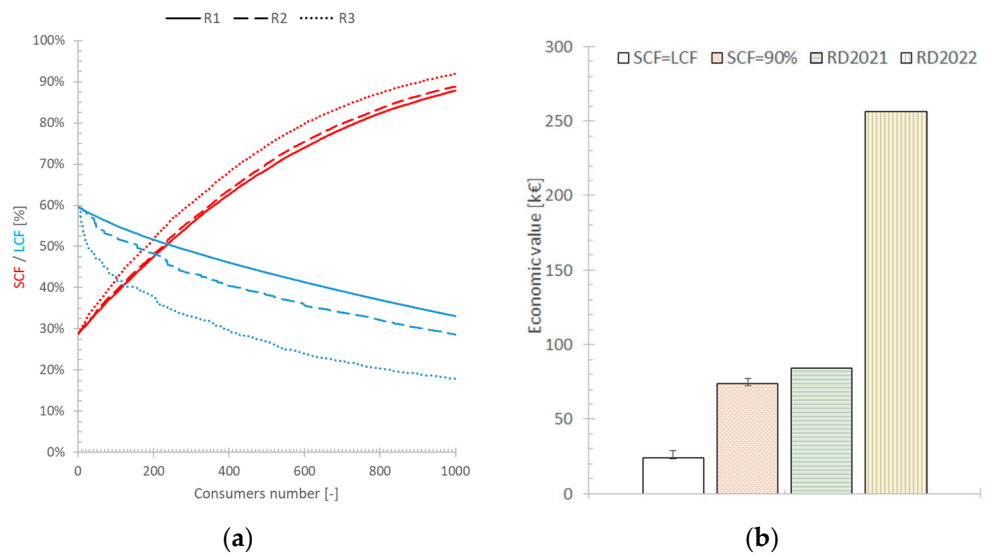 R1 R2 R3
100%
90%
80%
70%
60%
50%
40%
30%
20%
10%
0%
SCF / LCF [%]
0 200 400 600 800 1000
Consumers number [-]
(a)
300
250
200
150
100
50
0
Economic value [k€]
SCF=LCF SCF=90% RD2021 RD2022
(b)